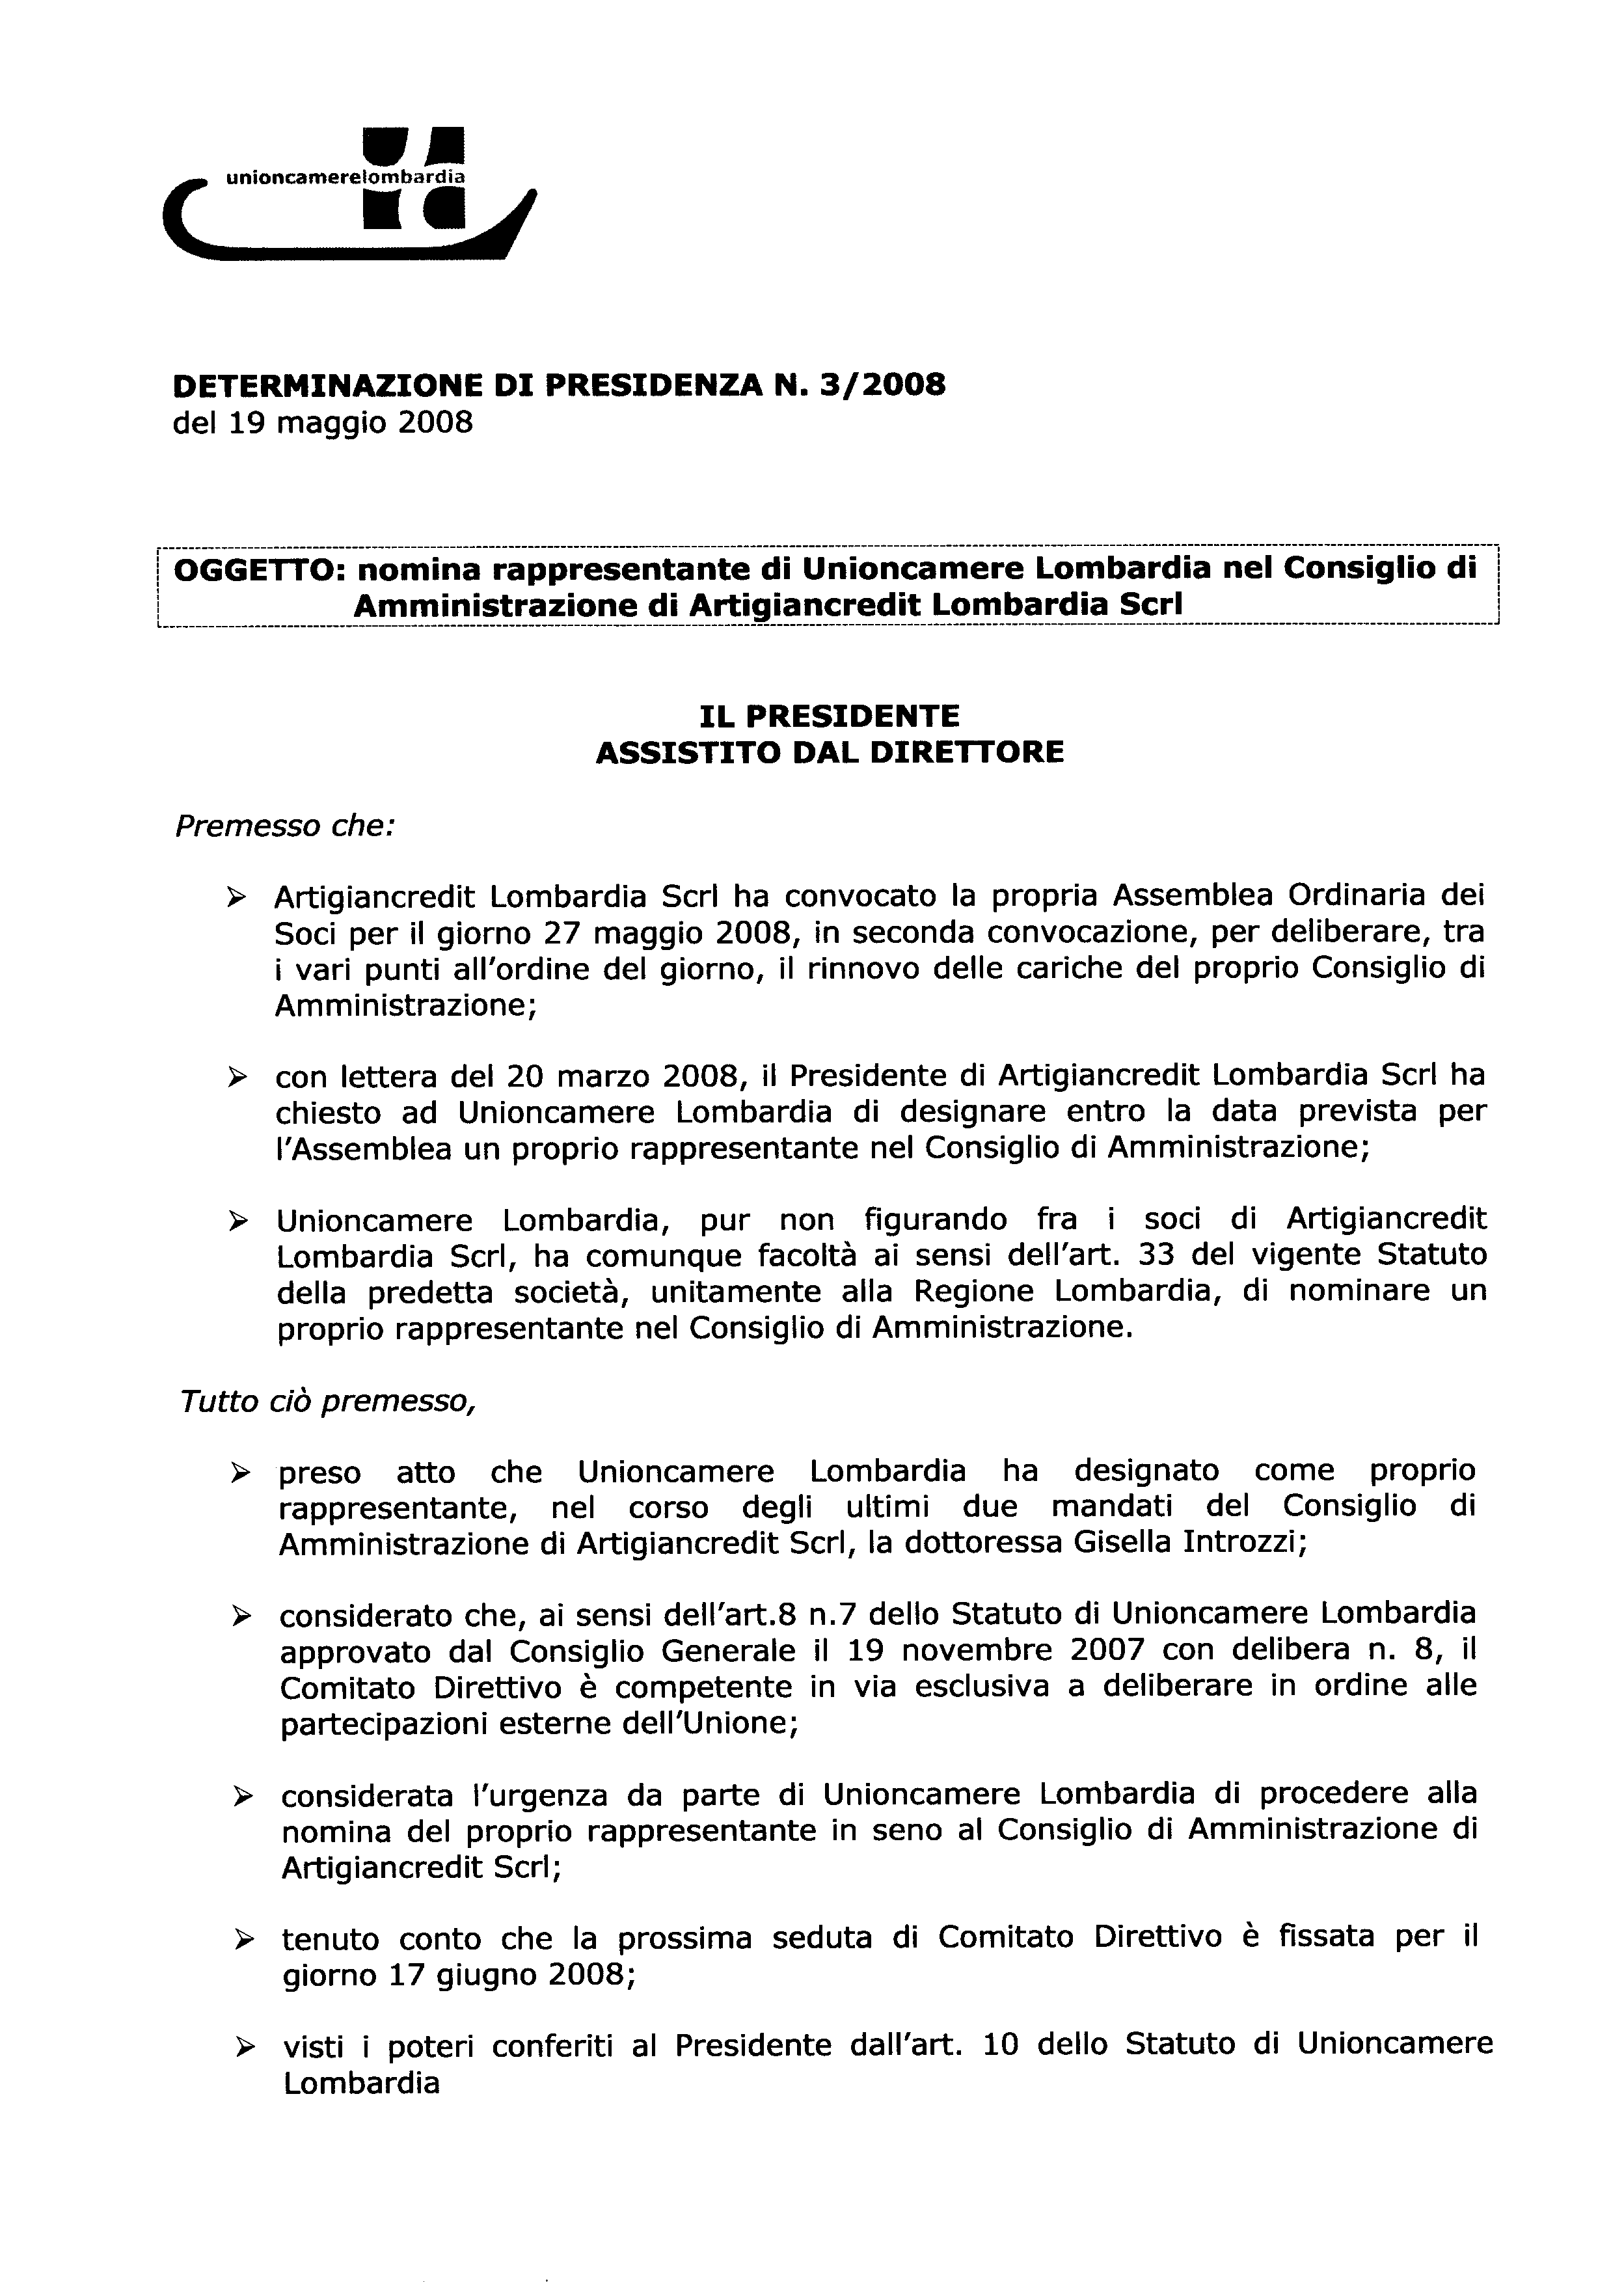 unioncamerelombardia
DETERMINAZIONE DI PRESIDENZA N. 3/2008
del 19 maggio 2008
OGGETTO: nomina rappresentante di Unioncamere Lombardia nel Consiglio di
Amministrazione di Artigiancredit Lombardia Scrl
IL PRESIDENTE
ASSISTITO DAL DIRETTORE
Premesso che:
➢ Artigiancredit Lombardia Scrl ha convocato la propria Assemblea Ordinaria dei
Soci per il giorno 27 maggio 2008, in seconda convocazione, per deliberare, tra
i vari punti all'ordine del giorno, il rinnovo delle cariche del proprio Consiglio di
Amministrazione;
➢ con lettera del 20 marzo 2008, il Presidente di Artigiancredit Lombardia Scrl ha
chiesto ad Unioncamere Lombardia di designare entro la data prevista per
l'Assemblea un proprio rappresentante nel Consiglio di Amministrazione;
➢ Unioncamere Lombardia, pur non figurando fra i soci di Artigiancredit
Lombardia Scrl, ha comunque facoltà ai sensi dell'art. 33 del vigente Statuto
della predetta società, unitamente alla Regione Lombardia, di nominare un
proprio rappresentante nel Consiglio di Amministrazione.
Tutto ciò premesso,
➢ preso atto che Unioncamere Lombardia ha designato come proprio
rappresentante, nel corso degli ultimi due mandati del Consiglio di
Amministrazione di Artigiancredit Scrl, la dottoressa Gisella Introzzi;
➢ considerato che, ai sensi dell'art.8 n.7 dello Statuto di Unioncamere Lombardia
approvato dal Consiglio Generale il 19 novembre 2007 con delibera n. 8, il
Comitato Direttivo è competente in via esclusiva a deliberare in ordine alle
partecipazioni esterne dell'Unione;
➢ considerata l'urgenza da parte di Unioncamere Lombardia di procedere alla
nomina del proprio rappresentante in seno al Consiglio di Amministrazione di
Artigiancredit Scrl;
➢ tenuto conto che la prossima seduta di Comitato Direttivo è fissata per il
giorno 17 giugno 2008;
➢ visti i poteri conferiti al Presidente dall'art. 10 dello Statuto di Unioncamere
Lombardia